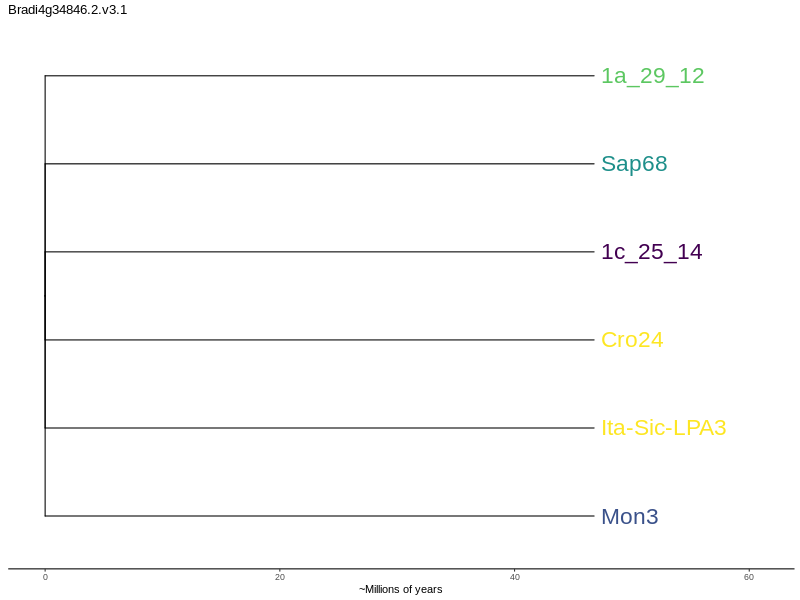 Bradi4g34846.2.v3.1
1a_29_12
Sap68
1c_25_14
Cro24
Ita-Sic-LPA3
Mon3
0 20 40 60
~Millions of years